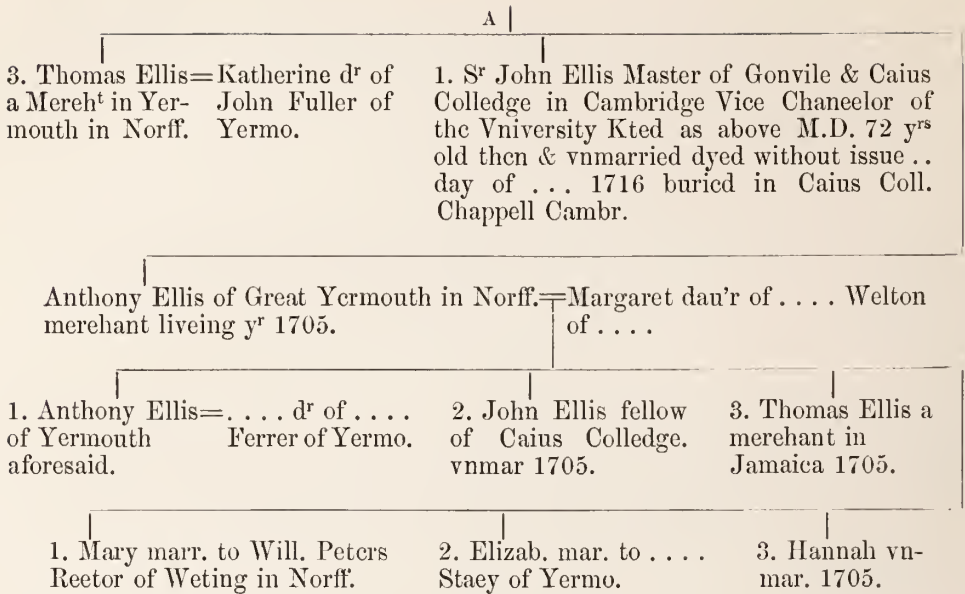 A
3. Thomas Ellis=Katherine dʳ of
a Merchᵗ in Yer- John Fuller of
mouth in Norff. Yermo.
1. Sʳ John Ellis Master of Gonvile & Caius
Colledge in Cambridge Vice Chancelor of
the Vniversity Kted as above M.D. 72 yʳˢ
old then & vnmarried dyed without issue ..
day of ... 1716 buried in Caius Coll.
Chappell Cambr.
Anthony Ellis of Great Yermouth in Norff.=Margaret dau'r of .... Welton
merchant liveing yʳ 1705. of ....
1. Anthony Ellis=.... dʳ of ....
of Yermouth Ferrer of Yermo.
aforesaid.
2. John Ellis fellow
of Caius Colledge.
vnmar 1705.
3. Thomas Ellis a
merchant in
Jamaica 1705.
1. Mary marr. to Will. Peters
Rector of Weting in Norff.
2. Elizab. mar. to ....
Stacy of Yermo.
3. Hannah vn-
mar. 1705.